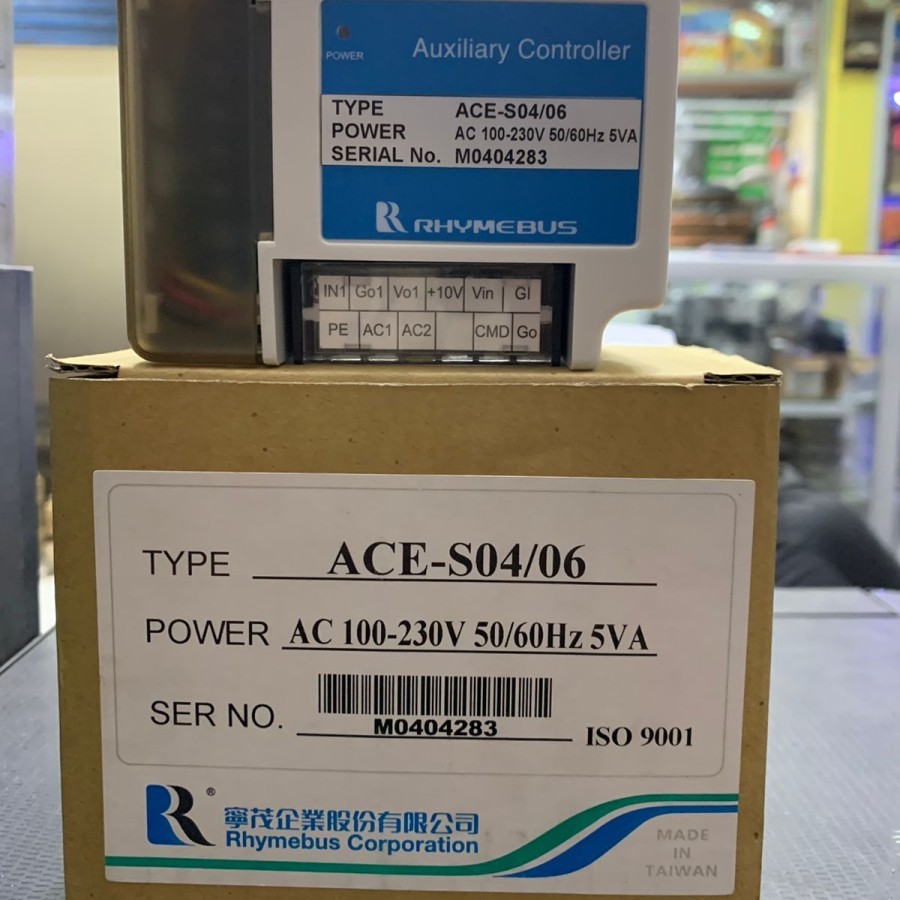 POWER
Auxiliary Controller
TYPE ACE-S04/06
POWER AC 100-230V 50/60Hz 5VA
SERIAL No. M0404283
R RHYMEBUS
IN1 Go1 Vo1 +10V Vin GI
PE AC1 AC2 CMD Go
TYPE ACE-S04/06
POWER AC 100-230V 50/60Hz 5VA
SER NO. M0404283
ISO 9001
R ®
寧茂企業股份有限公司
Rhymebus Corporation
MADE
IN
TAIWAN